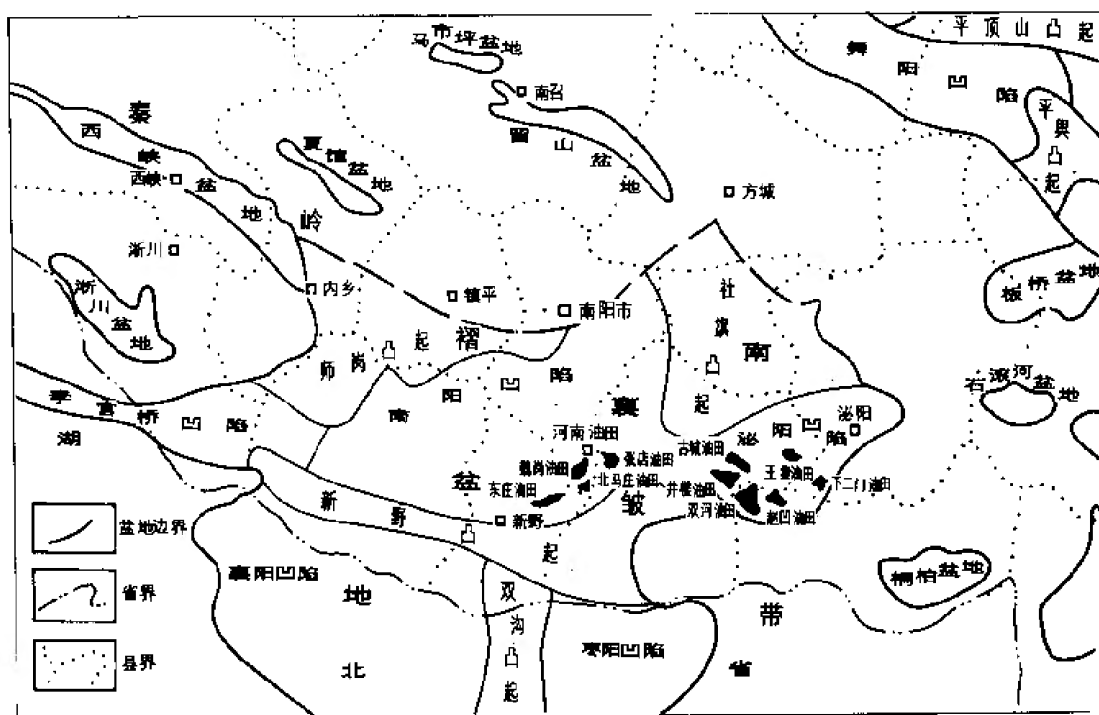 平顶山凸起
马市坪盆地
舞阳凹陷
南召
秦
平舆凸起
留山盆地
西峡盆地
夏馆盆地
西峡
方城
岭
淅川
板桥盆地
内乡
镇平
南阳市
社旗凸起
淅川盆地
褶
师岗凸起
南
南阳凹陷
石滚河盆地
李官桥凹陷
襄
泌阳
泌阳凹陷
湖
河南油田
古城油田
魏岗油田
张店油田
王集油田
下二门油田
盆
北马庄油田
井楼油田
东庄油田
皱
双河油田
赵凹油田
新野凸起
新野
盆地边界
桐柏盆地
襄阳凹陷
地
双沟凸起
带
省界
枣阳凹陷
省
县界
北